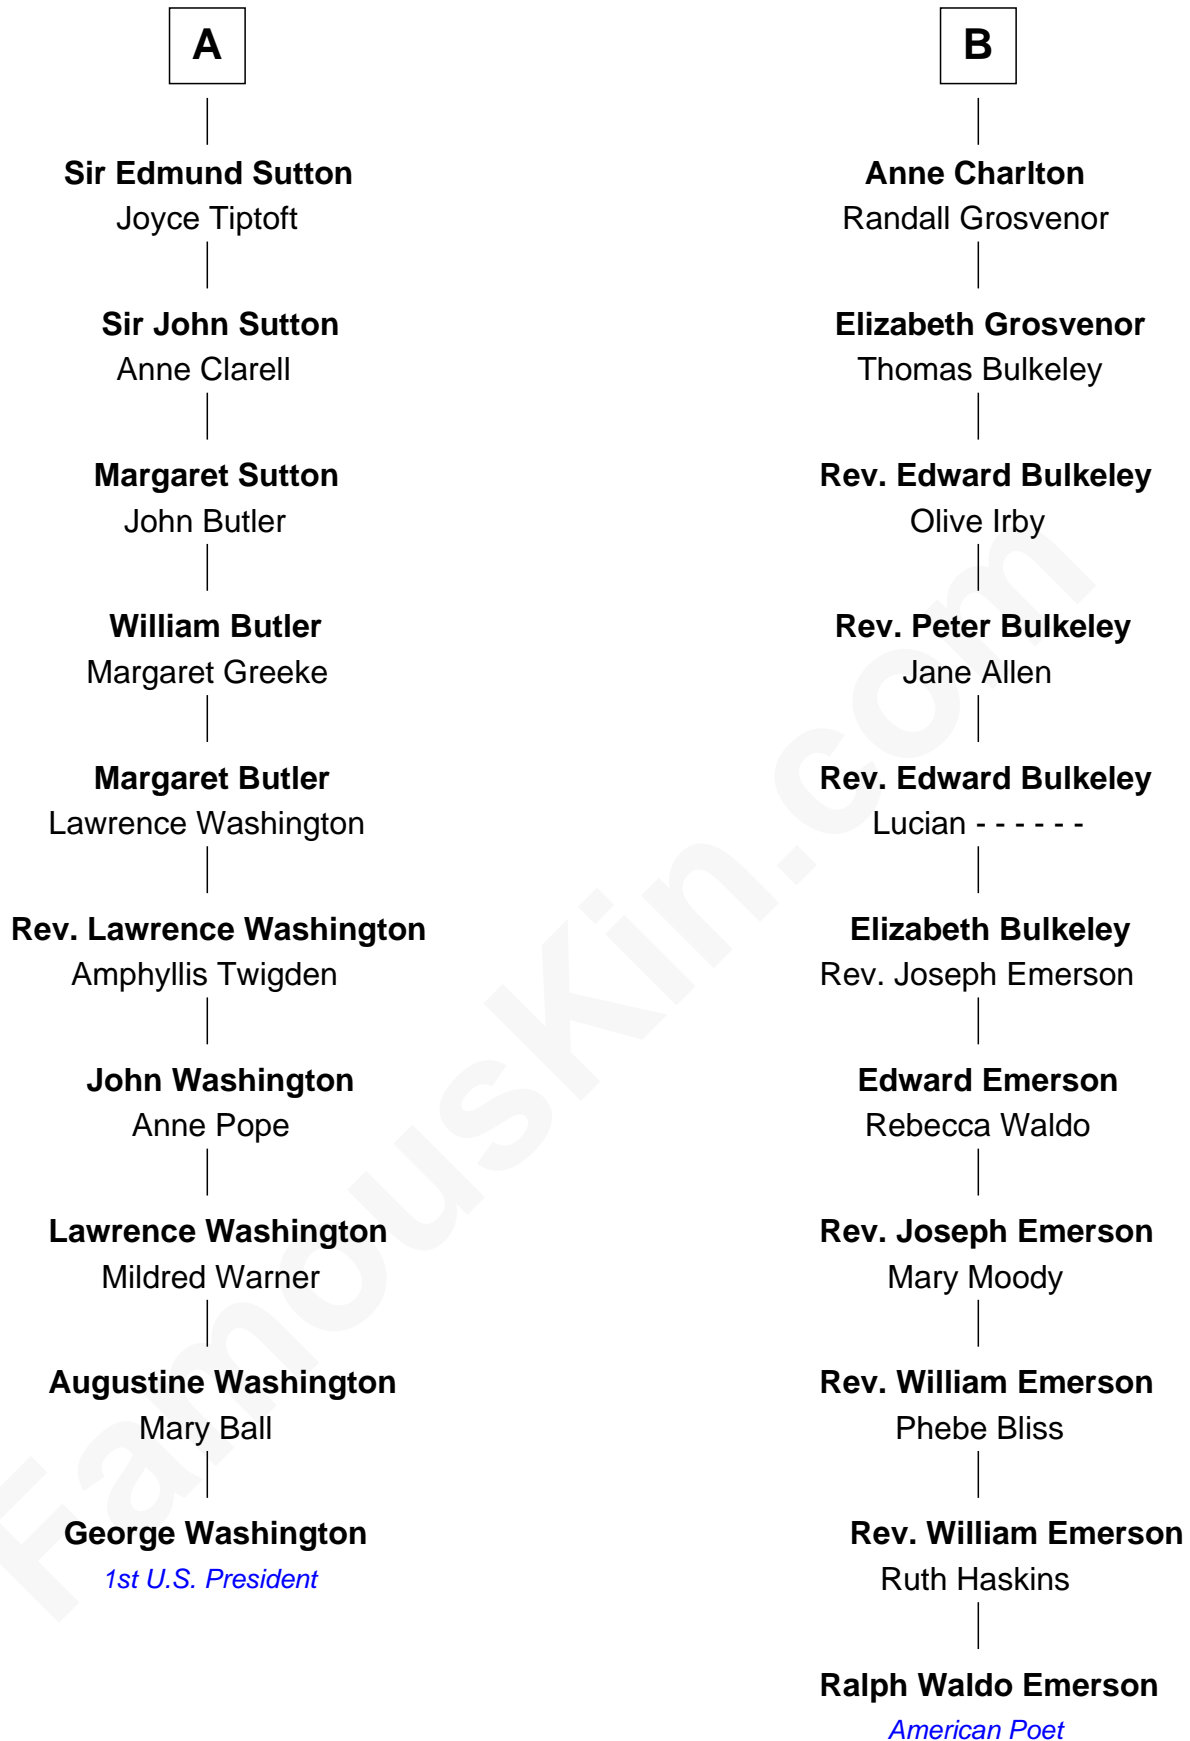 A
Sir Edmund Sutton
Joyce Tiptoft
Sir John Sutton
Anne Clarell
Margaret Sutton
John Butler
William Butler
Margaret Greeke
Margaret Butler
Lawrence Washington
Rev. Lawrence Washington
Amphyllis Twigden
John Washington
Anne Pope
Lawrence Washington
Mildred Warner
Augustine Washington
Mary Ball
George Washington
1st U.S. President
B
Anne Charlton
Randall Grosvenor
Elizabeth Grosvenor
Thomas Bulkeley
Rev. Edward Bulkeley
Olive Irby
Rev. Peter Bulkeley
Jane Allen
Rev. Edward Bulkeley
Lucian - - - - - -
Elizabeth Bulkeley
Rev. Joseph Emerson
Edward Emerson
Rebecca Waldo
Rev. Joseph Emerson
Mary Moody
Rev. William Emerson
Phebe Bliss
Rev. William Emerson
Ruth Haskins
Ralph Waldo Emerson
American Poet
FamousKin.com